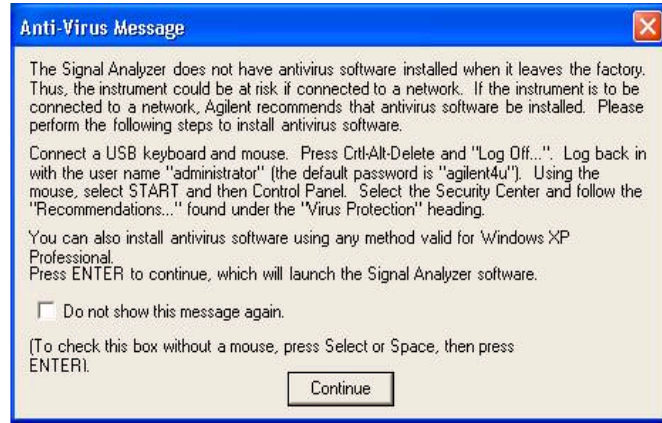 Anti-Virus Message
The Signal Analyzer does not have antivirus software installed when it leaves the factory.
Thus, the instrument could be at risk if connected to a network. If the instrument is to be
connected to a network, Agilent recommends that antivirus software be installed. Please
perform the following steps to install antivirus software.
Connect a USB keyboard and mouse. Press Crtl-Alt-Delete and "Log Off...". Log back in
with the user name "administrator" (the default password is "agilent4u"). Using the
mouse, select START and then Control Panel. Select the Security Center and follow the
"Recommendations..." found under the "Virus Protection" heading.
You can also install antivirus software using any method valid for Windows XP
Professional.
Press ENTER to continue, which will launch the Signal Analyzer software.
Do not show this message again.
(To check this box without a mouse, press Select or Space, then press
ENTER).
Continue